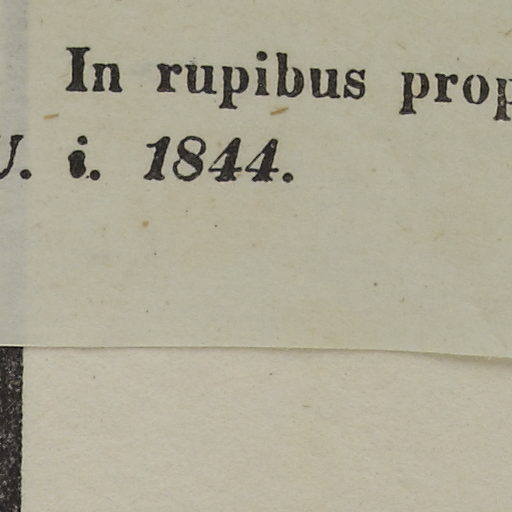 In rupibus prop
U. i. 1844.